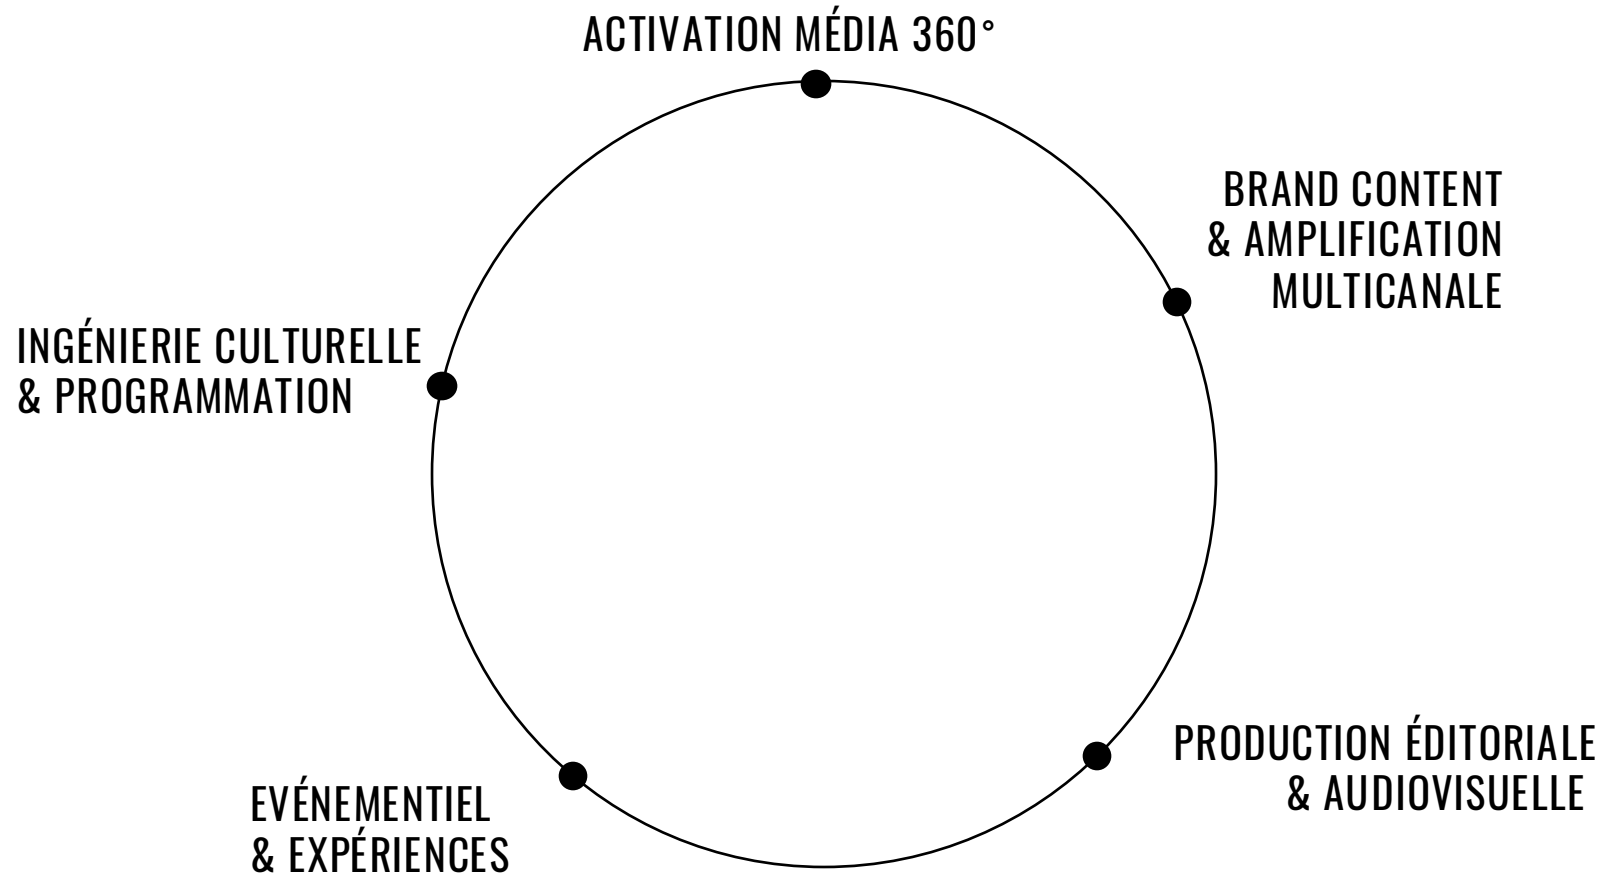 ACTIVATION MÉDIA 360°
BRAND CONTENT
& AMPLIFICATION
MULTICANALE
INGÉNIERIE CULTURELLE
& PROGRAMMATION
PRODUCTION ÉDITORIALE
& AUDIOVISUELLE
EVÉNEMENTIEL
& EXPÉRIENCES